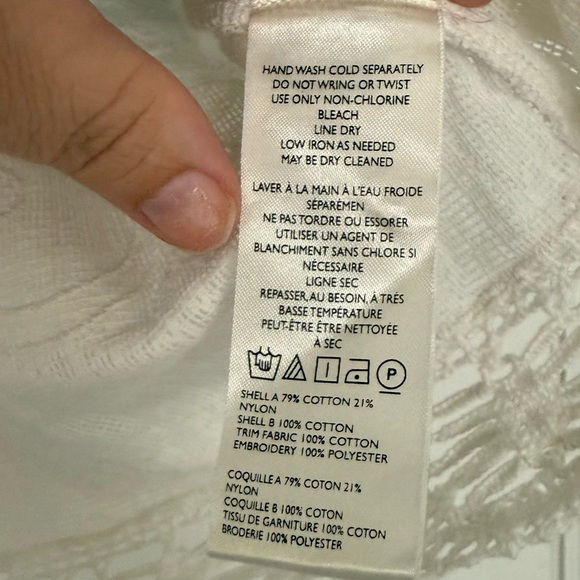 HAND WASH COLD SEPARATELY
DO NOT WRING OR TWIST
USE ONLY NON-CHLORINE
BLEACH
LINE DRY
LOW IRON AS NEEDED
MAY BE DRY CLEANED
LAVER À LA MAIN À L'EAU FROIDE
SÉPARÉMEN
NE PAS TORDRE OU ESSORER
UTILISER UN AGENT DE
BLANCHIMENT SANS CHLORE SI
NÉCESSAIRE
LIGNE SEC
REPASSER, AU BESOIN, À TRÉS
BASSE TEMPÉRATURE
PEUT-ÊTRE ÊTRE NETTOYÉE
À SEC
P
SHELL A 79% COTTON 21%
NYLON
SHELL B 100% COTTON
TRIM FABRIC 100% COTTON
EMBROIDERY 100% POLYESTER
COQUILLE A 79% COTON 21%
NYLON
COQUILLE B 100% COTON
TISSU DE GARNITURE 100% COTON
BRODERIE 100% POLYESTER